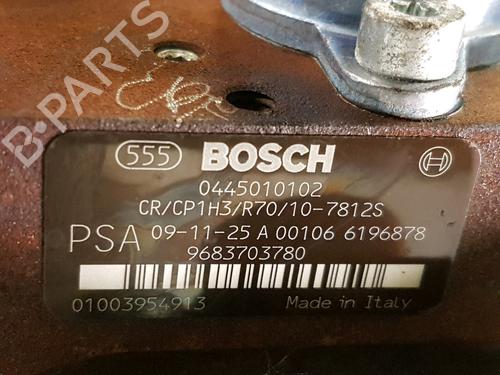 B-PARTS
555 BOSCH
0445010102
CR/CP1H3/R70/10-7812S
PSA 09-11-25 A 00106 6196878
9683703780
01003954913 Made in Italy